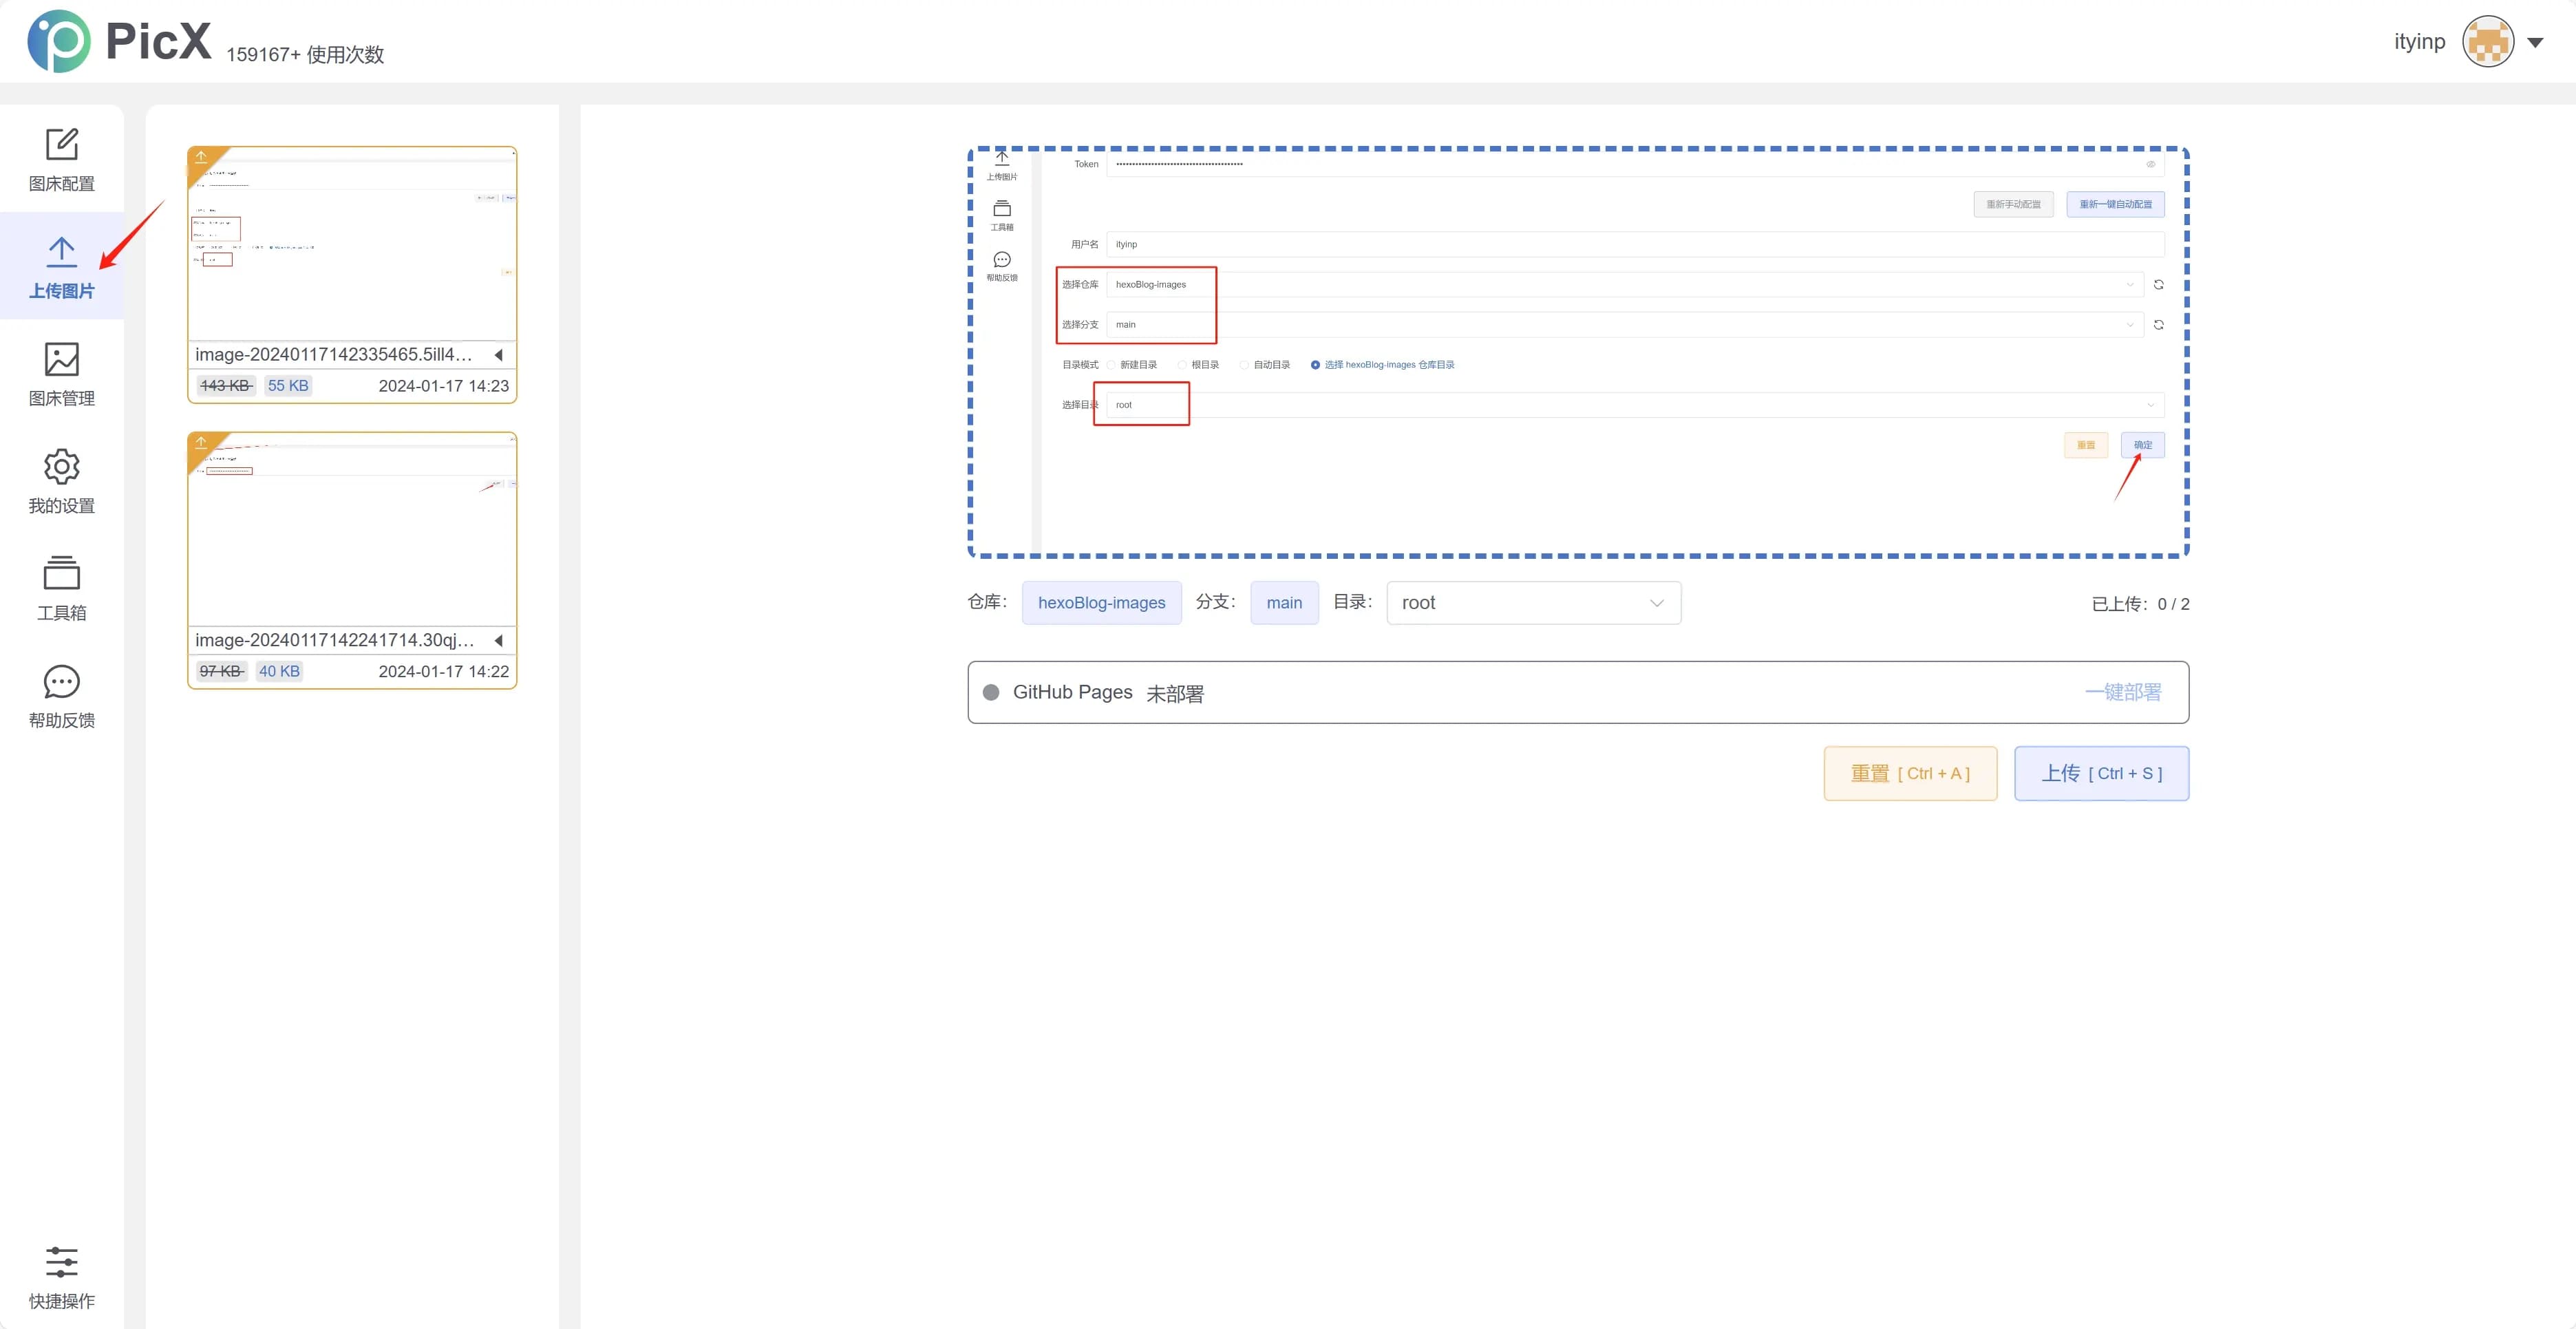 PicX 159167+ 使用次数
ityinp
图床配置
上传图片
图床管理
我的设置
工具箱
帮助反馈
快捷操作
image-20240117142335465.5ill4…
143 KB 55 KB 2024-01-17 14:23
image-20240117142241714.30qj…
97 KB 40 KB 2024-01-17 14:22
上传图片
工具箱
帮助反馈
Token ••••••••••••••••••••••••••••••••••••••••
重新手动配置 重新一键自动配置
用户名 ityinp
选择仓库 hexoBlog-images
选择分支 main
目录模式 新建目录 根目录 自动目录 选择 hexoBlog-images 仓库目录
选择目录 root
重置 确定
仓库： hexoBlog-images 分支： main 目录： root 已上传：0 / 2
GitHub Pages 未部署 一键部署
重置 [ Ctrl + A ] 上传 [ Ctrl + S ]